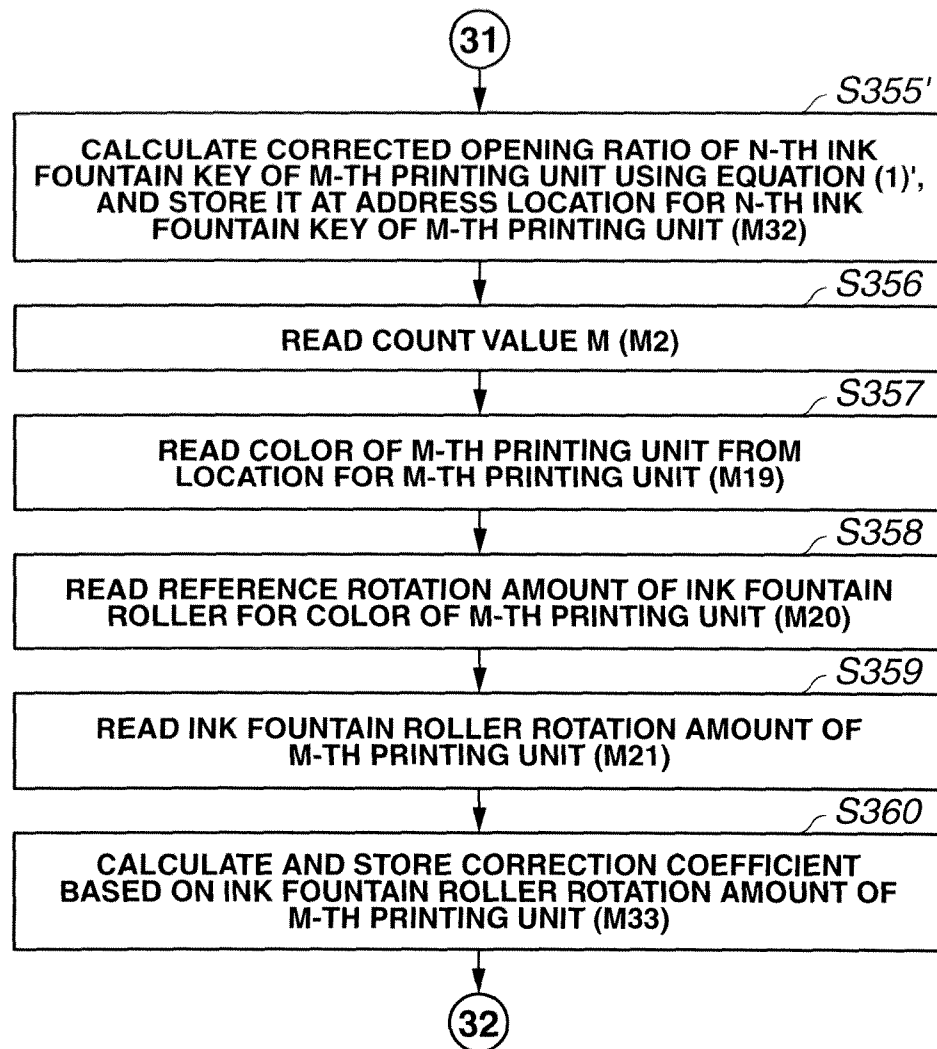 31
S355'
CALCULATE CORRECTED OPENING RATIO OF N-TH INK
FOUNTAIN KEY OF M-TH PRINTING UNIT USING EQUATION (1)',
AND STORE IT AT ADDRESS LOCATION FOR N-TH INK
FOUNTAIN KEY OF M-TH PRINTING UNIT (M32)
S356
READ COUNT VALUE M (M2)
S357
READ COLOR OF M-TH PRINTING UNIT FROM
LOCATION FOR M-TH PRINTING UNIT (M19)
S358
READ REFERENCE ROTATION AMOUNT OF INK FOUNTAIN
ROLLER FOR COLOR OF M-TH PRINTING UNIT (M20)
S359
READ INK FOUNTAIN ROLLER ROTATION AMOUNT OF
M-TH PRINTING UNIT (M21)
S360
CALCULATE AND STORE CORRECTION COEFFICIENT
BASED ON INK FOUNTAIN ROLLER ROTATION AMOUNT OF
M-TH PRINTING UNIT (M33)
32